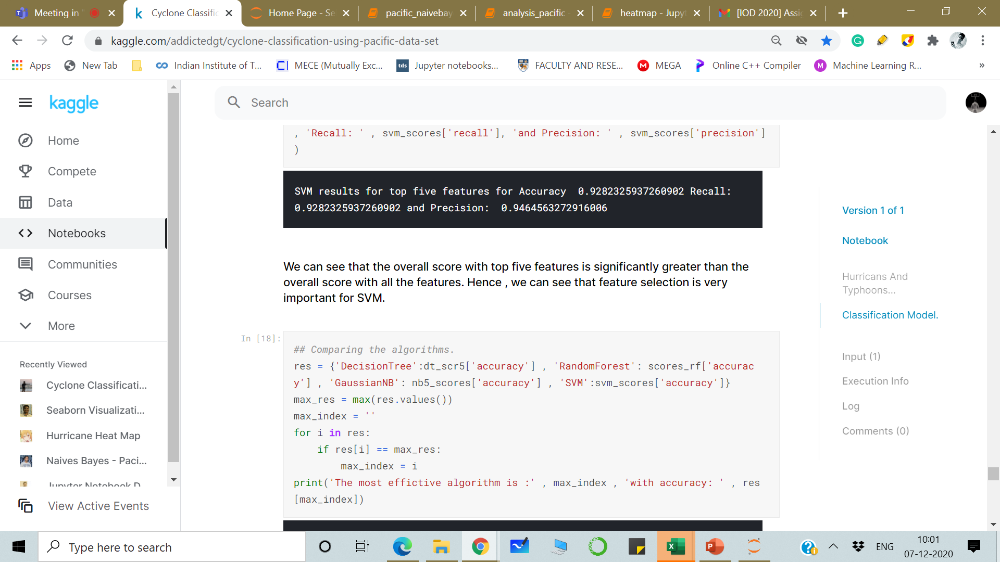 Meeting in
Cyclone Classific
Home Page - Se
pacific_naivebay
analysis_pacific
heatmap - Jupyt
[IOD 2020] Assig
kaggle.com/addictedgt/cyclone-classification-using-pacific-data-set
Apps
New Tab
Indian Institute of T...
MECE (Mutually Exc...
tds Jupyter notebooks...
FACULTY AND RESE...
MEGA
Online C++ Compiler
Machine Learning R...
»
kaggle
Search
Home
Compete
Data
Notebooks
Communities
Courses
More
Recently Viewed
Cyclone Classificati...
Seaborn Visualizati...
Hurricane Heat Map
Naives Bayes - Paci...
Jupyter Notebook D
View Active Events
, 'Recall: ' , svm_scores['recall'], 'and Precision: ' , svm_scores['precision']
)
SVM results for top five features for Accuracy  0.9282325937260902 Recall:
0.9282325937260902 and Precision:  0.9464563272916006
We can see that the overall score with top five features is significantly greater than the
overall score with all the features. Hence , we can see that feature selection is very
important for SVM.
In [18]:
## Comparing the algorithms.
res = {'DecisionTree':dt_scr5['accuracy'] , 'RandomForest': scores_rf['accurac
y'] , 'GaussianNB': nb5_scores['accuracy'] , 'SVM':svm_scores['accuracy']}
max_res = max(res.values())
max_index = ''
for i in res:
    if res[i] == max_res:
        max_index = i
print('The most effictive algorithm is :' , max_index , 'with accuracy: ' , res
[max_index])
Version 1 of 1
Notebook
Hurricans And
Typhoons...
Classification Model.
Input (1)
Execution Info
Log
Comments (0)
Type here to search
ENG
10:01
07-12-2020